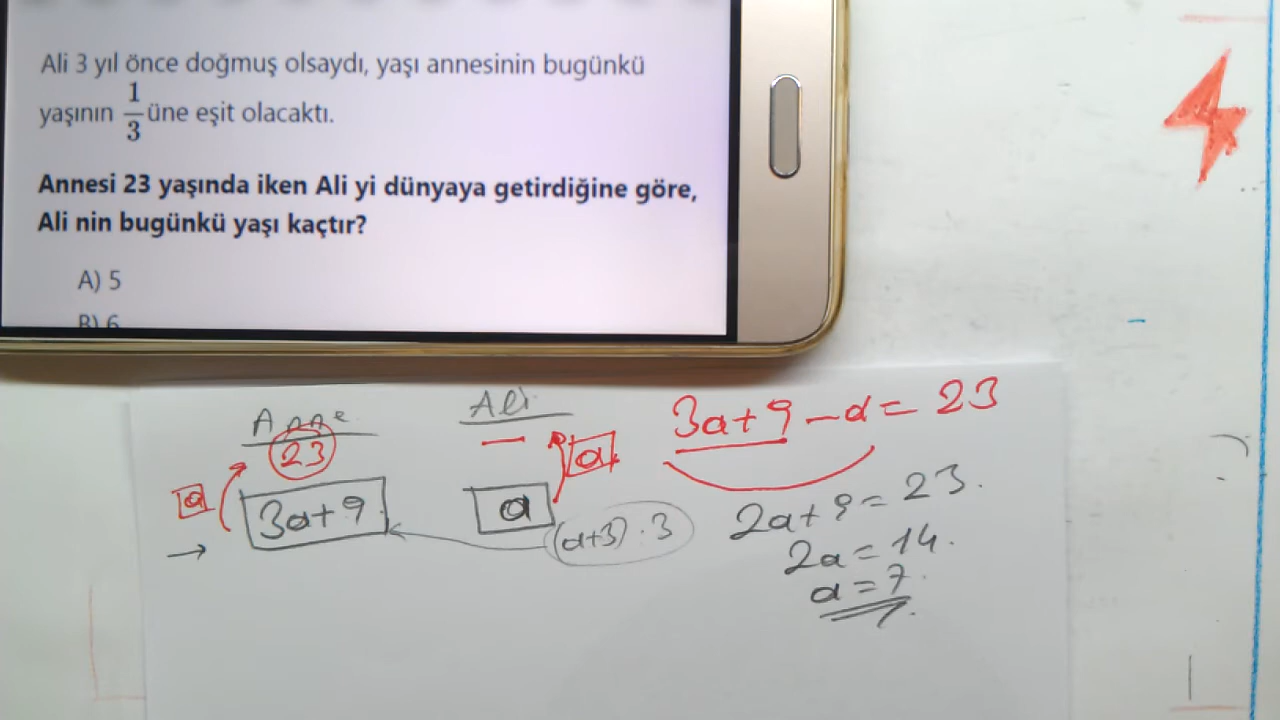 Ali 3 yıl önce doğmuş olsaydı, yaşı annesinin bugünkü
yaşının 1/3 üne eşit olacaktı.
Annesi 23 yaşında iken Ali yi dünyaya getirdiğine göre,
Ali nin bugünkü yaşı kaçtır?
A) 5
B) 6
Anne Ali
23 —
a a
3a+9 a
→ (a+3).3
3a+9-a=23
2a+9=23.
2a=14.
a=7.